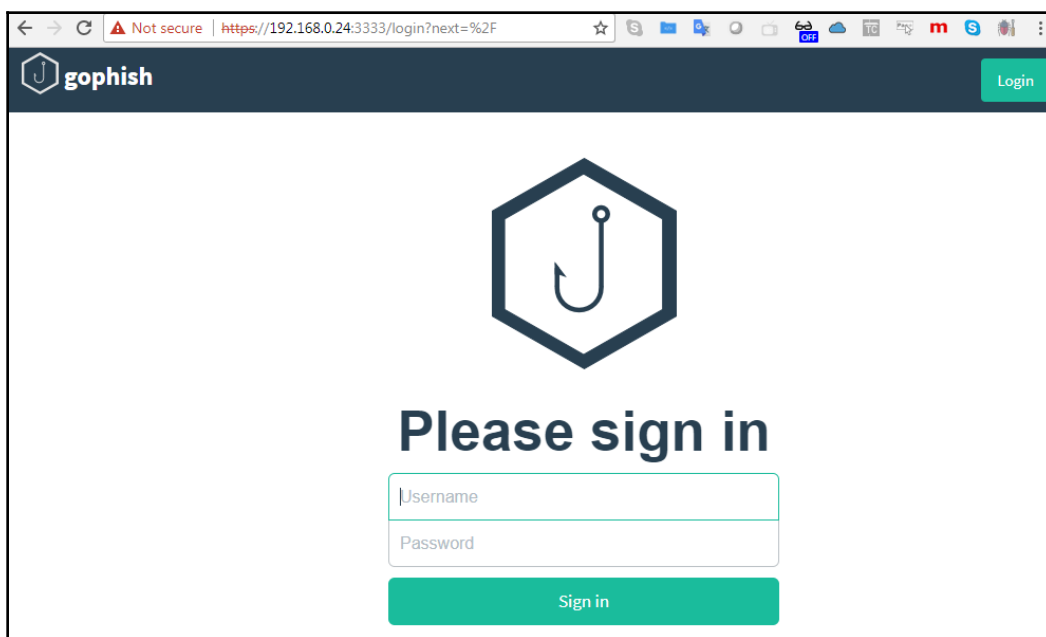 Not secure | https://192.168.0.24:3333/login?next=%2F
OFF
TC
m
S
gophish
Login
Please sign in
Username
Password
Sign in